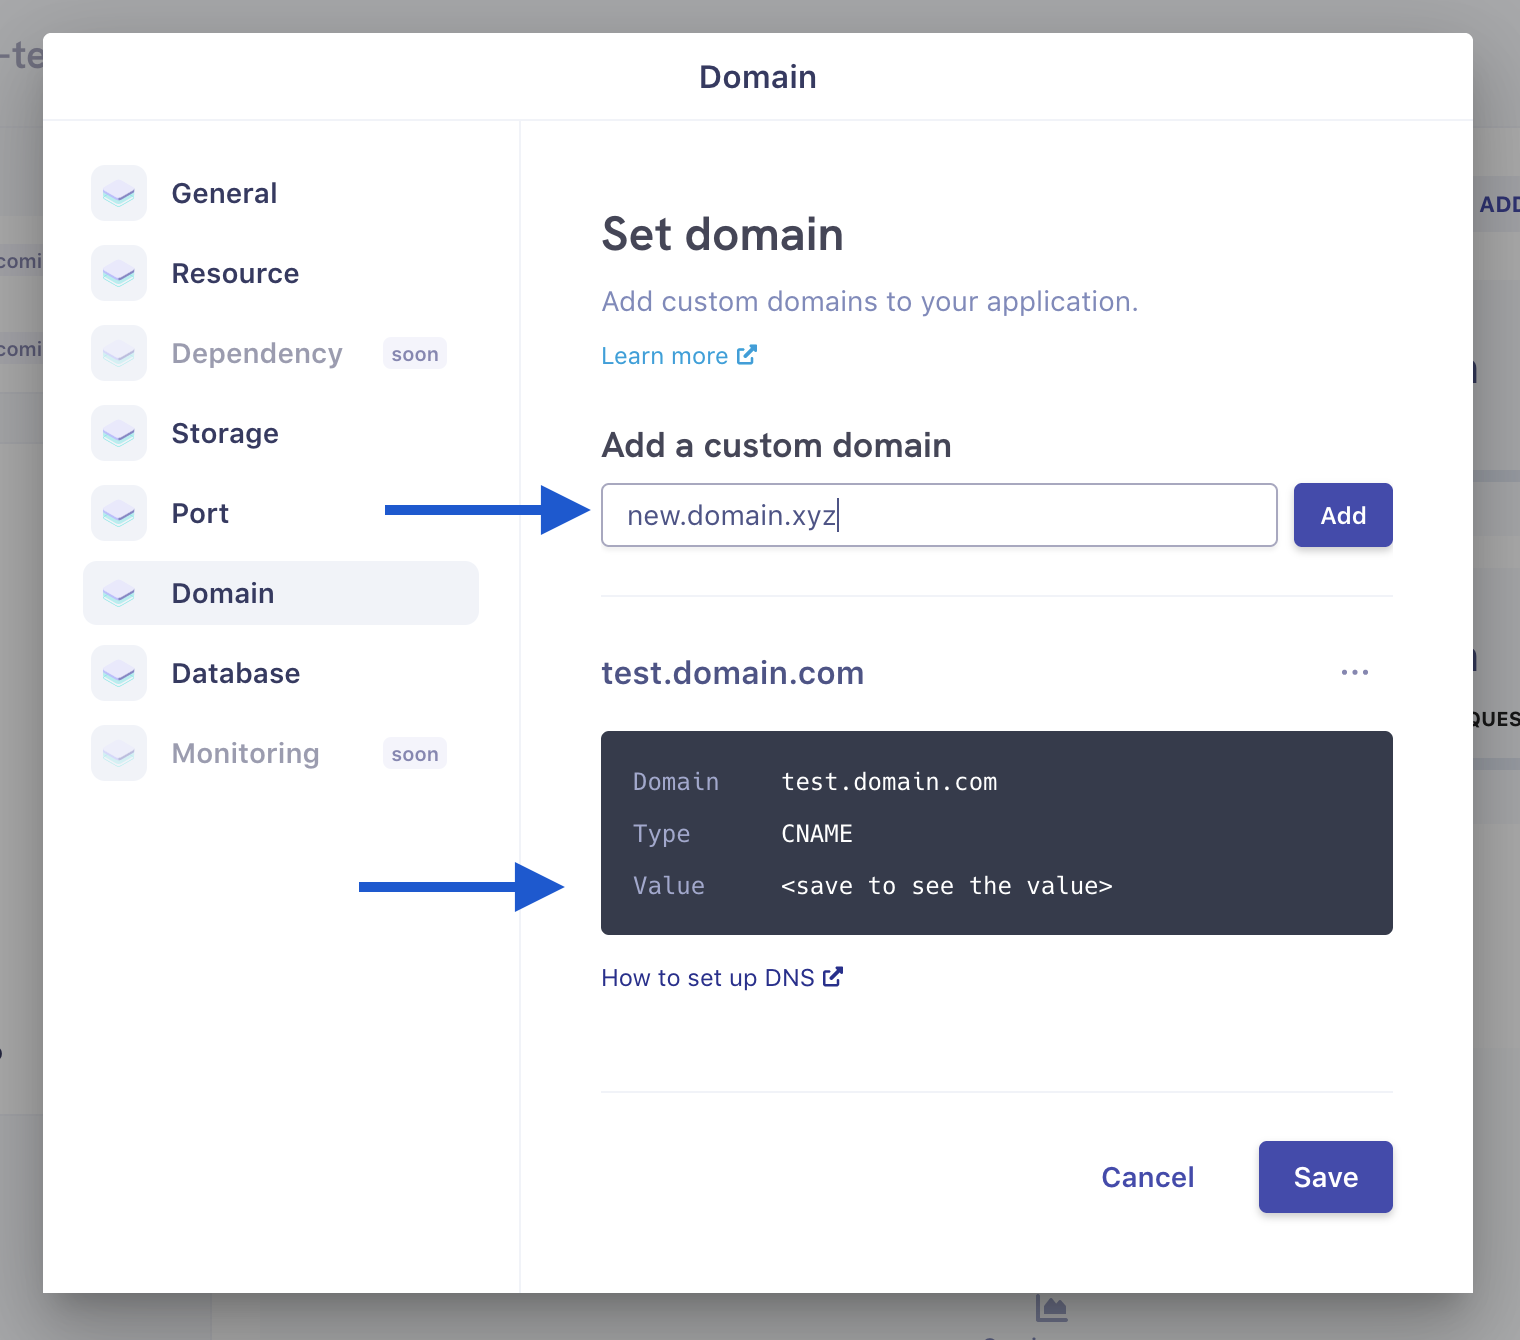 -te
Domain
General
Resource
Dependency soon
Storage
Port
Domain
Database
Monitoring soon
Set domain
Add custom domains to your application.
Learn more
Add a custom domain
new.domain.xyz
Add
test.domain.com
Domain test.domain.com
Type CNAME
Value <save to see the value>
How to set up DNS
Cancel
Save
comi
comi
ADD
QUES